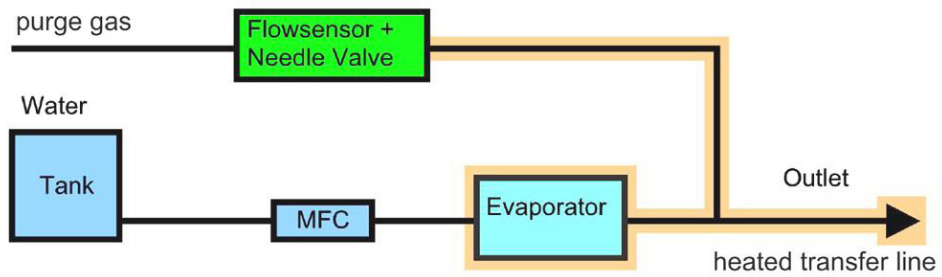 purge gas
Flowsensor +
Needle Valve
Water
Tank
MFC
Evaporator
Outlet
heated transfer line